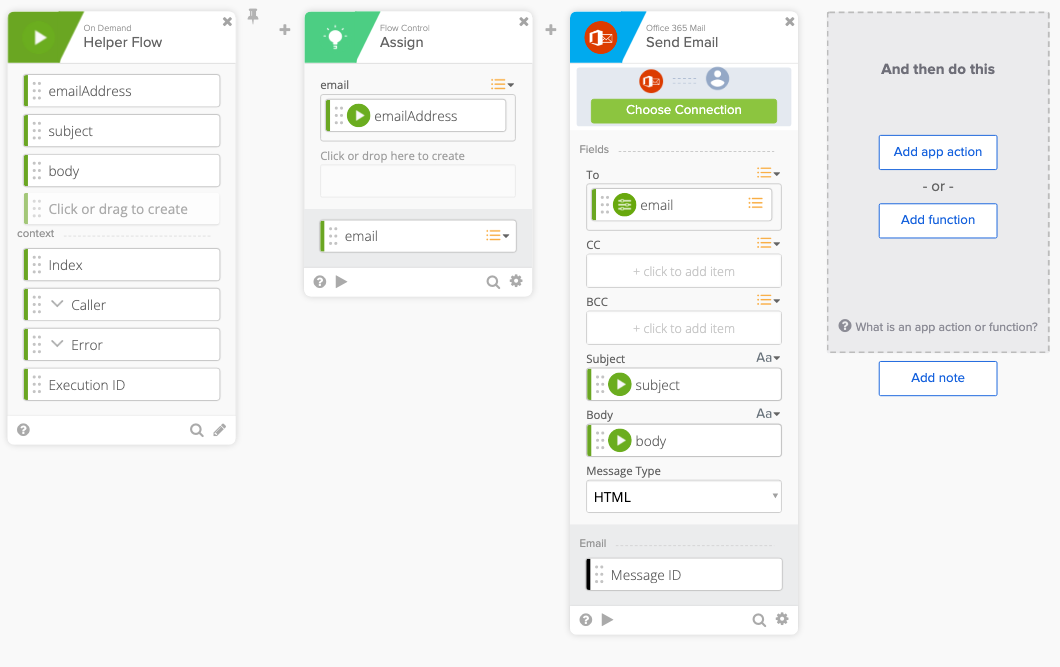 On Demand
Helper Flow
emailAddress
subject
body
Click or drag to create
context
Index
Caller
Error
Execution ID
Flow Control
Assign
email
emailAddress
Click or drop here to create
email
Office 365 Mail
Send Email
Choose Connection
Fields
To
email
CC
+ click to add item
BCC
+ click to add item
Subject
Aa
subject
Body
Aa
body
Message Type
HTML
Email
Message ID
And then do this
Add app action
- or -
Add function
What is an app action or function?
Add note